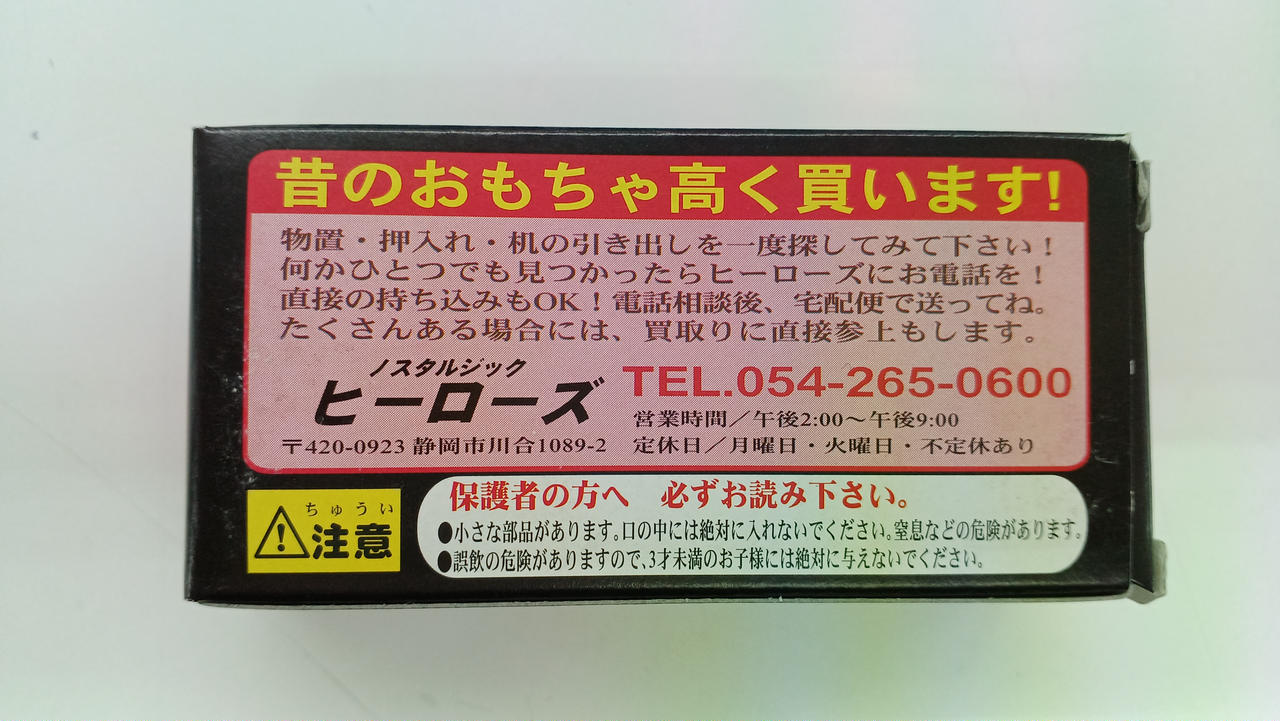 昔のおもちゃ高く買います!
物置・押入れ・机の引き出しを一度探してみて下さい！
何かひとつでも見つかったらヒーローズにお電話を！
直接の持ち込みもOK！電話相談後、宅配便で送ってね。
たくさんある場合には、買取りに直接参上もします。
ノスタルジック
ヒーローズ
〒420-0923 静岡市川合1089-2
TEL.054-265-0600
営業時間／午後2:00～午後9:00
定休日／月曜日・火曜日・不定休あり
ちゅうい
注意
保護者の方へ　必ずお読み下さい。
●小さな部品があります。口の中には絶対に入れないでください。窒息などの危険があります。
●誤飲の危険がありますので、3才未満のお子様には絶対に与えないでください。